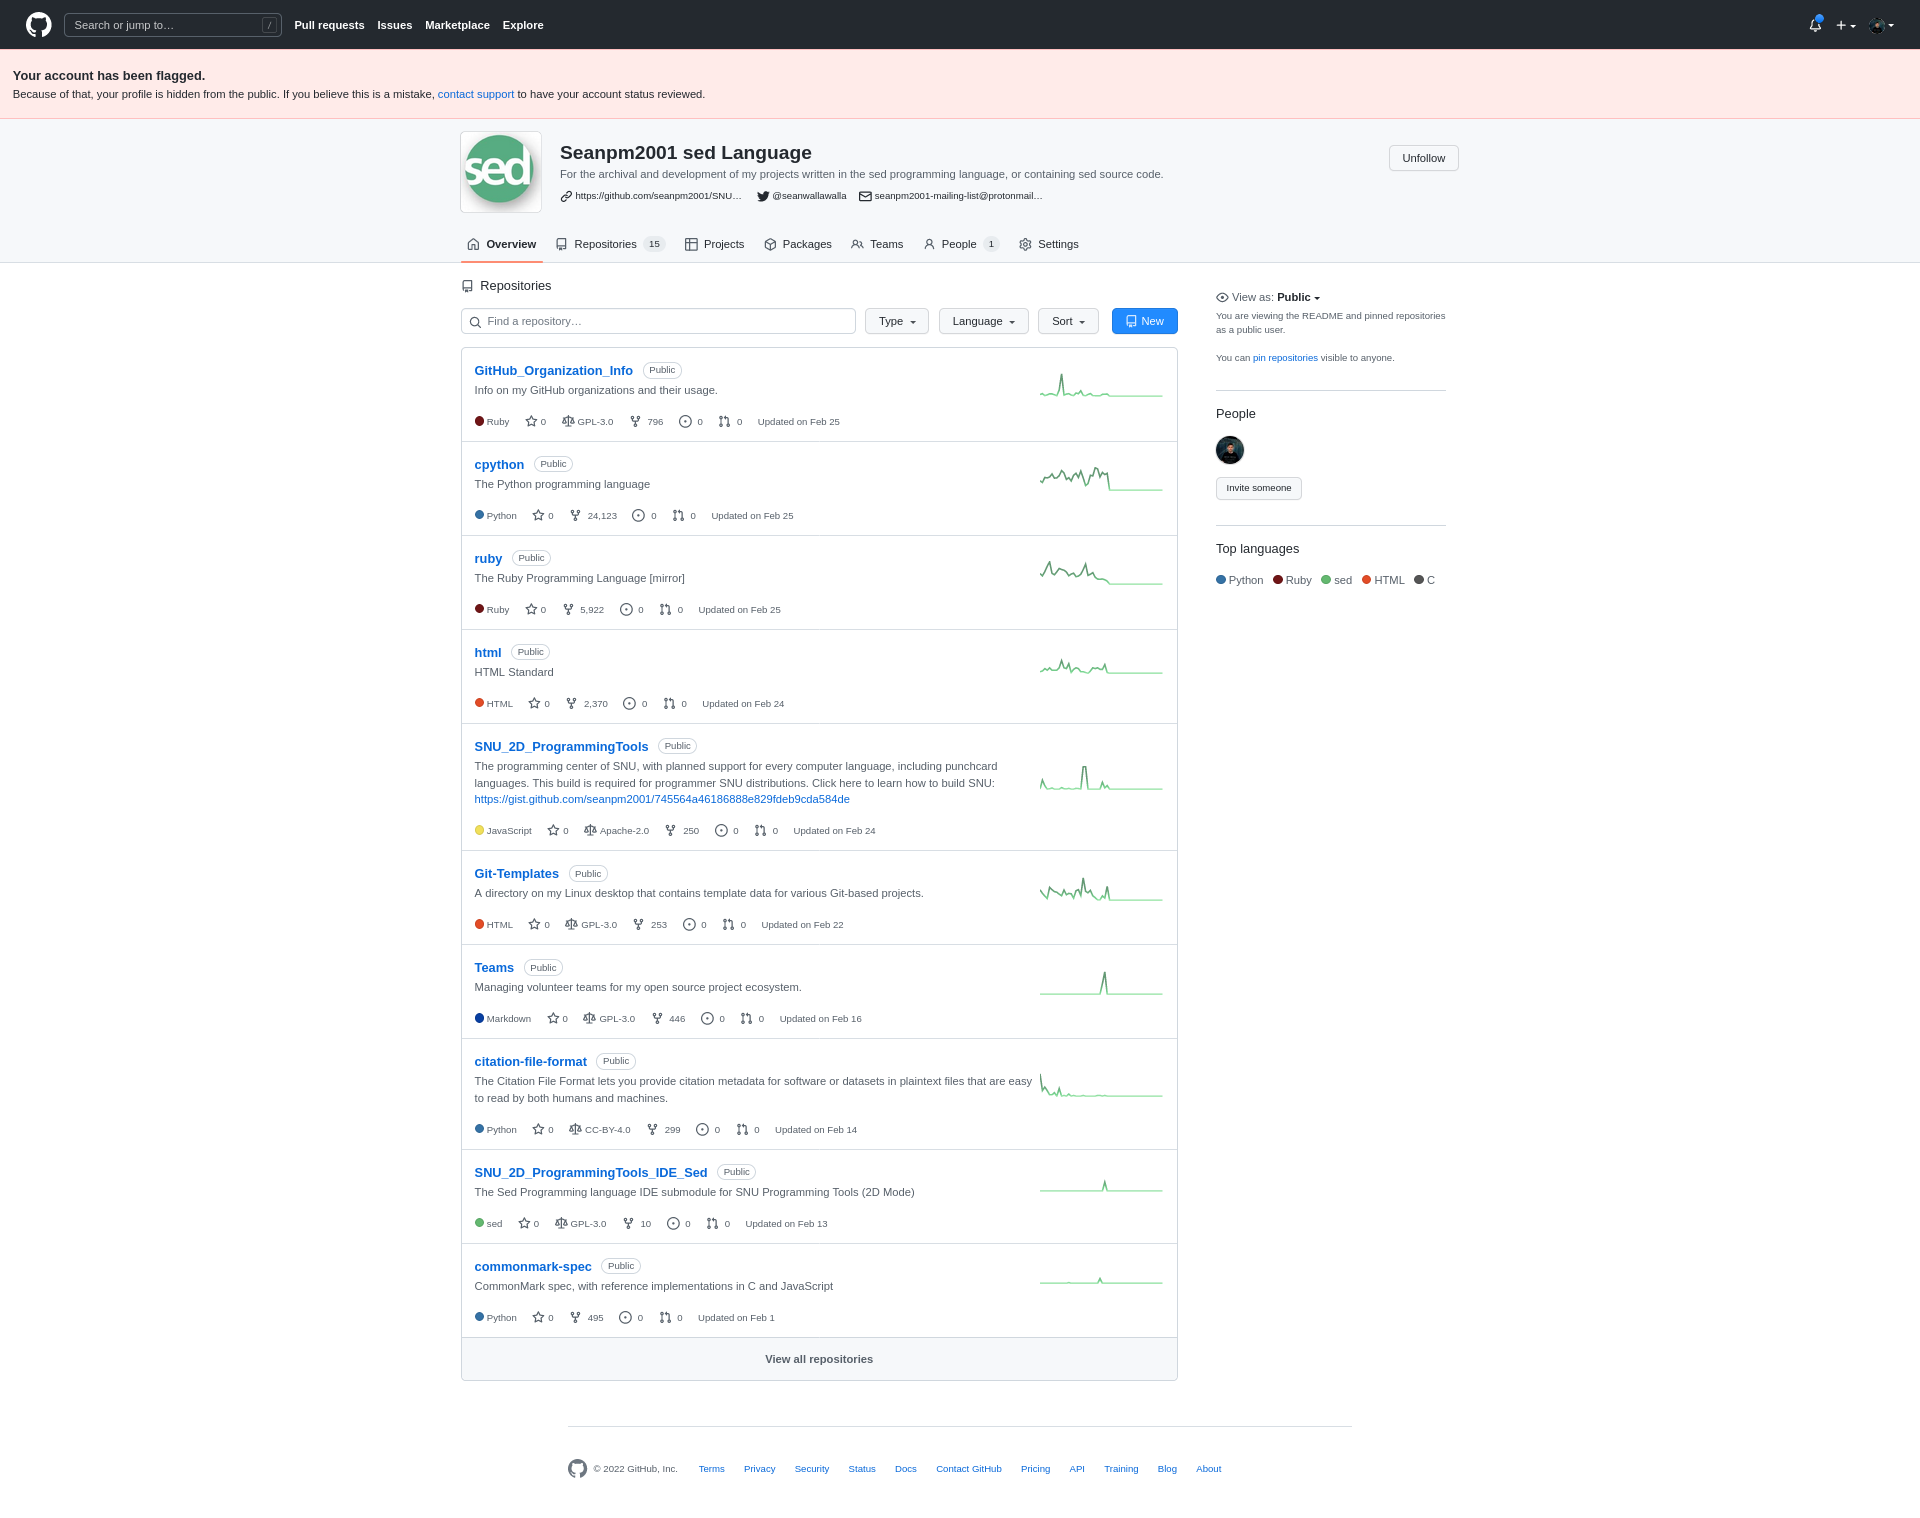 Search or jump to…
/
Pull requests
Issues
Marketplace
Explore
Your account has been flagged.
Because of that, your profile is hidden from the public. If you believe this is a mistake, contact support to have your account status reviewed.
sed
Seanpm2001 sed Language
For the archival and development of my projects written in the sed programming language, or containing sed source code.
https://github.com/seanpm2001/SNU…
@seanwallawalla
seanpm2001-mailing-list@protonmail…
Unfollow
Overview
Repositories 15
Projects
Packages
Teams
People 1
Settings
Repositories
Find a repository…
Type
Language
Sort
New
GitHub_Organization_Info Public
Info on my GitHub organizations and their usage.
Ruby 0 GPL-3.0 796 0 0 Updated on Feb 25
cpython Public
The Python programming language
Python 0 24,123 0 0 Updated on Feb 25
ruby Public
The Ruby Programming Language [mirror]
Ruby 0 5,922 0 0 Updated on Feb 25
html Public
HTML Standard
HTML 0 2,370 0 0 Updated on Feb 24
SNU_2D_ProgrammingTools Public
The programming center of SNU, with planned support for every computer language, including punchcard
languages. This build is required for programmer SNU distributions. Click here to learn how to build SNU:
https://gist.github.com/seanpm2001/745564a46186888e829fdeb9cda584de
JavaScript 0 Apache-2.0 250 0 0 Updated on Feb 24
Git-Templates Public
A directory on my Linux desktop that contains template data for various Git-based projects.
HTML 0 GPL-3.0 253 0 0 Updated on Feb 22
Teams Public
Managing volunteer teams for my open source project ecosystem.
Markdown 0 GPL-3.0 446 0 0 Updated on Feb 16
citation-file-format Public
The Citation File Format lets you provide citation metadata for software or datasets in plaintext files that are easy
to read by both humans and machines.
Python 0 CC-BY-4.0 299 0 0 Updated on Feb 14
SNU_2D_ProgrammingTools_IDE_Sed Public
The Sed Programming language IDE submodule for SNU Programming Tools (2D Mode)
sed 0 GPL-3.0 10 0 0 Updated on Feb 13
commonmark-spec Public
CommonMark spec, with reference implementations in C and JavaScript
Python 0 495 0 0 Updated on Feb 1
View all repositories
View as: Public
You are viewing the README and pinned repositories
as a public user.
You can pin repositories visible to anyone.
People
Invite someone
Top languages
Python Ruby sed HTML C
© 2022 GitHub, Inc.
Terms
Privacy
Security
Status
Docs
Contact GitHub
Pricing
API
Training
Blog
About